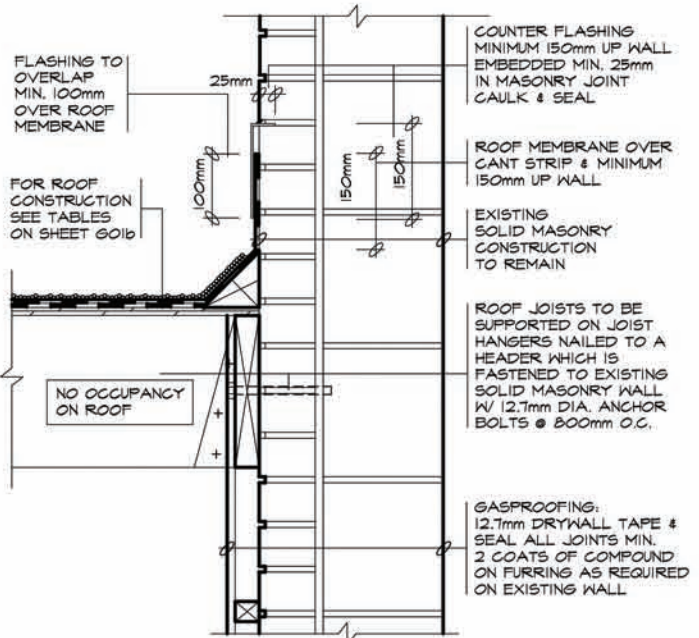 FLASHING TO
OVERLAP
MIN. 100mm
OVER ROOF
MEMBRANE
25mm
COUNTER FLASHING
MINIMUM 150mm UP WALL
EMBEDDED MIN. 25mm
IN MASONRY JOINT
CAULK & SEAL
FOR ROOF
CONSTRUCTION
SEE TABLES
ON SHEET G016
100mm
150mm
150mm
ROOF MEMBRANE OVER
CANT STRIP & MINIMUM
150mm UP WALL
EXISTING
SOLID MASONRY
CONSTRUCTION
TO REMAIN
NO OCCUPANCY
ON ROOF
ROOF JOISTS TO BE
SUPPORTED ON JOIST
HANGERS NAILED TO A
HEADER WHICH IS
FASTENED TO EXISTING
SOLID MASONRY WALL
W/ 12.7mm DIA. ANCHOR
BOLTS @ 800mm O.C.
GASPROOFING:
12.7mm DRYWALL TAPE &
SEAL ALL JOINTS MIN.
2 COATS OF COMPOUND
ON FURRING AS REQUIRED
ON EXISTING WALL